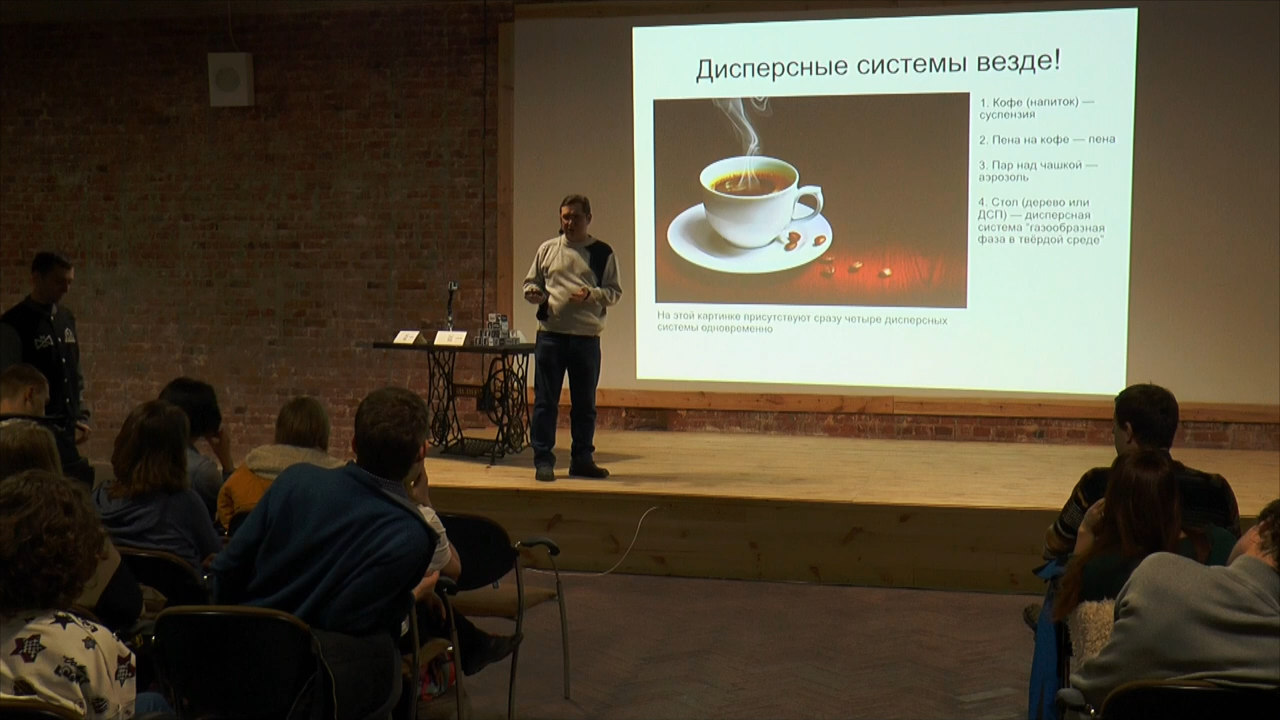 Дисперсные системы везде!
1. Кофе (напиток) —
суспензия
2. Пена на кофе — пена
3. Пар над чашкой —
аэрозоль
4. Стол (дерево или
ДСП) — дисперсная
система "газообразная
фаза в твёрдой среде"
На этой картинке присутствуют сразу четыре дисперсных
системы одновременно